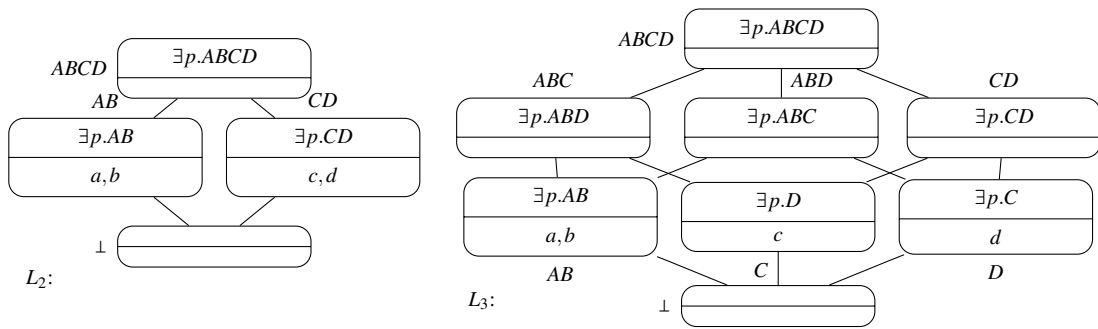 ∃p.ABCD
ABCD
AB
CD
∃p.AB
∃p.CD
a,b
c,d
⊥
L₂:
∃p.ABCD
ABCD
ABC
ABD
CD
∃p.ABD
∃p.ABC
∃p.CD
∃p.AB
∃p.D
∃p.C
a,b
c
d
AB
C
D
⊥
L₃: